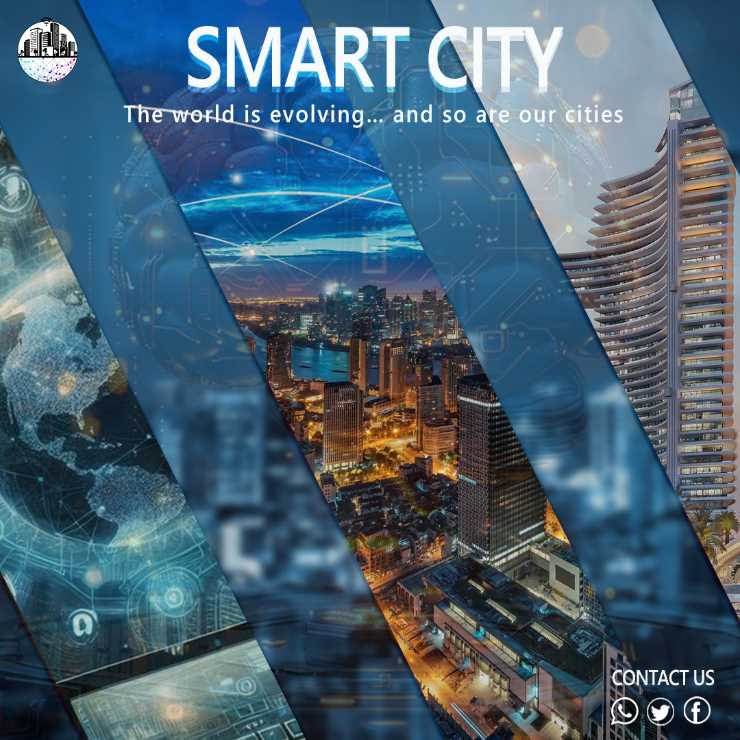 SMART CITY
The world is evolving... and so are our cities
CONTACT US